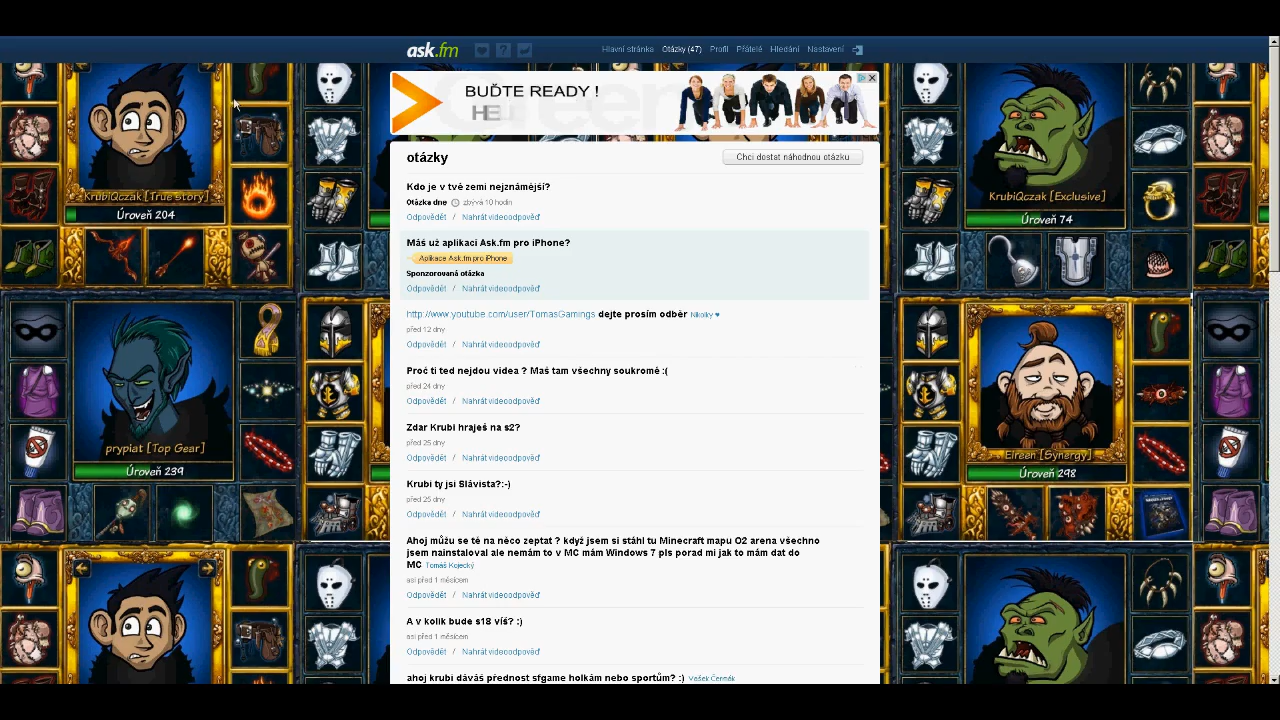 ask.fm
Hlavní stránka Otázky (47) Profil Přátelé Hledání Nastavení
BUĎTE READY !
HEL
otázky
Chci dostat náhodnou otázku
Kdo je v tvé zemi nejznámější?
Otázka dne zbývá 10 hodin
Odpovědět / Nahrát videoodpověď
Máš už aplikaci Ask.fm pro iPhone?
Aplikace Ask.fm pro iPhone
Sponzorovaná otázka
Odpovědět / Nahrát videoodpověď
http://www.youtube.com/user/TomasGamings dejte prosím odběr Nikolky ♥
před 12 dny
Odpovědět / Nahrát videoodpověď
Proč ti ted nejdou videa ? Maš tam všechny soukromé :(
před 24 dny
Odpovědět / Nahrát videoodpověď
Zdar Krubi hraješ na s2?
před 25 dny
Odpovědět / Nahrát videoodpověď
Krubi ty jsi Slávista?:-)
před 25 dny
Odpovědět / Nahrát videoodpověď
Ahoj můžu se tě na něco zeptat ? když jsem si stáhl tu Minecraft mapu O2 arena všechno
jsem nainstaloval ale nemám to v MC mám Windows 7 pls porad mi jak to mám dat do
MC Tomáš Kojecký
asi před 1 měsícem
Odpovědět / Nahrát videoodpověď
A v kolik bude s18 víš? :)
asi před 1 měsícem
Odpovědět / Nahrát videoodpověď
ahoj krubi dáváš přednost sfgame holkám nebo sportům? :) Vašek Čermák
KrubiQczak [True story]
Úroveň 204
prypiat [Top Gear]
Úroveň 239
KrubiQczak [Exclusive]
Úroveň 74
Elreen [Synergy]
Úroveň 298